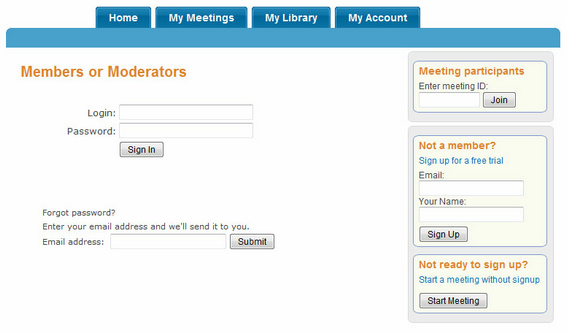 Home My Meetings My Library My Account
Members or Moderators
Login:
Password:
Sign In
Forgot password?
Enter your email address and we'll send it to you.
Email address: Submit
Meeting participants
Enter meeting ID:
Join
Not a member?
Sign up for a free trial
Email:
Your Name:
Sign Up
Not ready to sign up?
Start a meeting without signup
Start Meeting